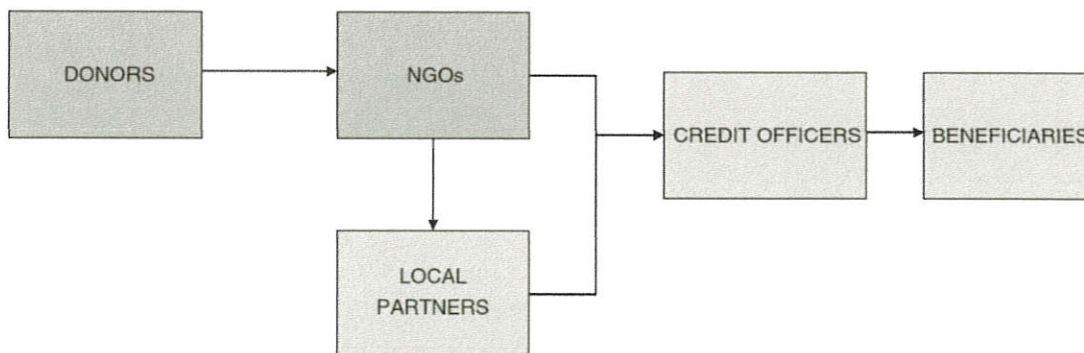 DONORS
NGOs
CREDIT OFFICERS
BENEFICIARIES
LOCAL
PARTNERS